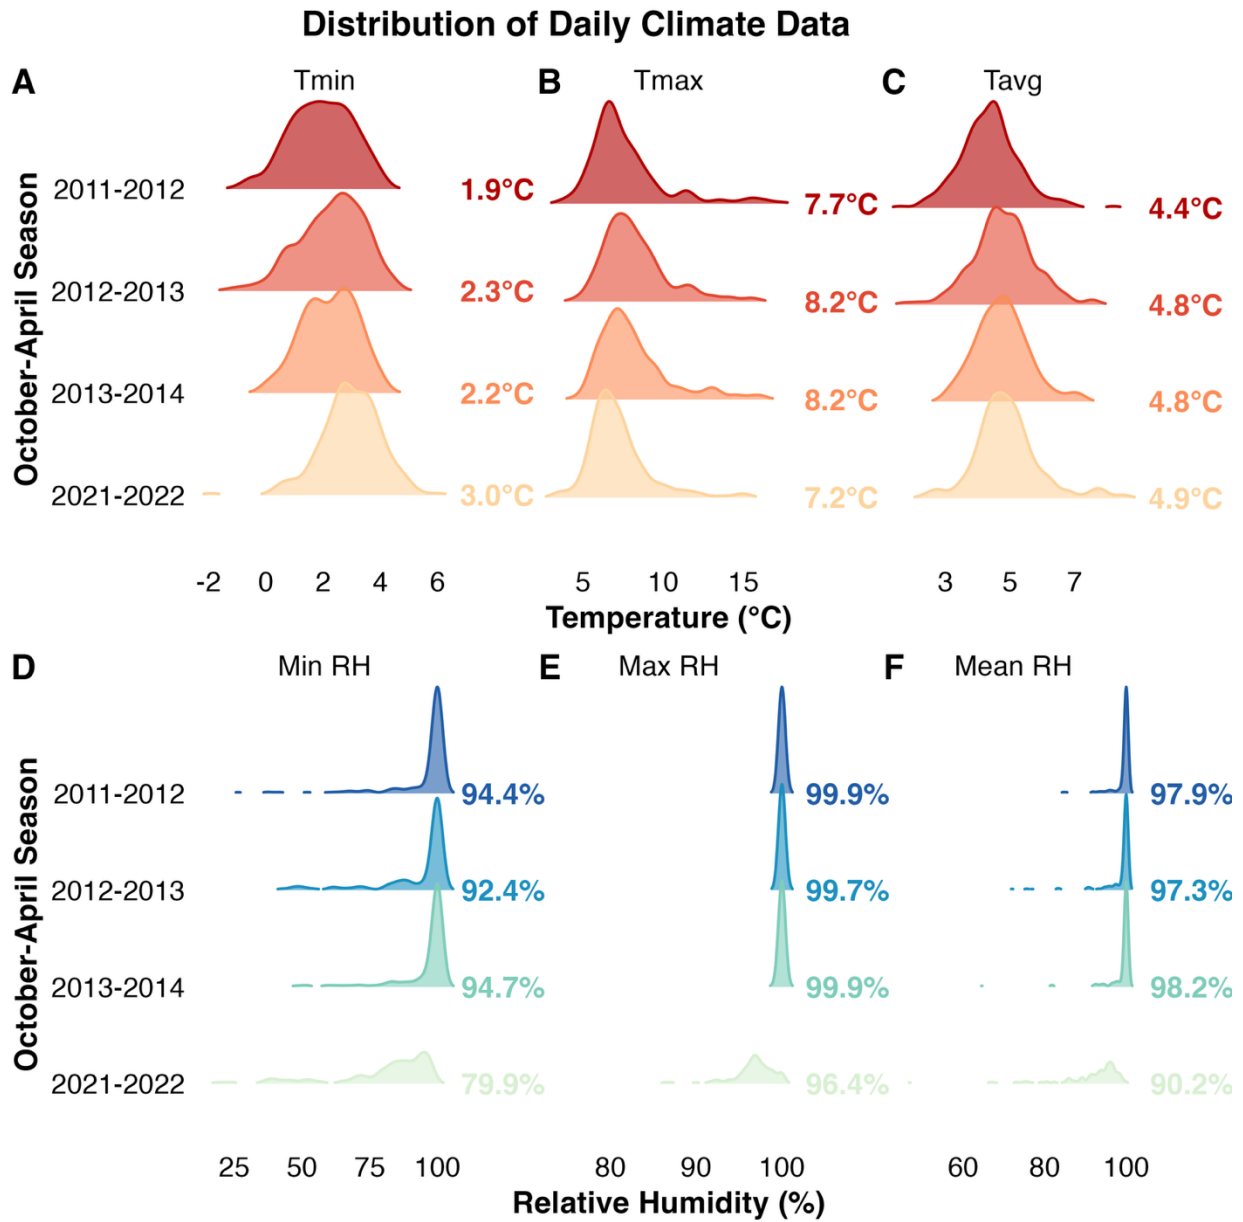 Distribution of Daily Climate Data
A Tmin B Tmax C Tavg
October-April Season
2011-2012 1.9°C 7.7°C 4.4°C
2012-2013 2.3°C 8.2°C 4.8°C
2013-2014 2.2°C 8.2°C 4.8°C
2021-2022 3.0°C 7.2°C 4.9°C
-2 0 2 4 6 5 10 15 3 5 7
Temperature (°C)
D Min RH E Max RH F Mean RH
October-April Season
2011-2012 94.4% 99.9% 97.9%
2012-2013 92.4% 99.7% 97.3%
2013-2014 94.7% 99.9% 98.2%
2021-2022 79.9% 96.4% 90.2%
25 50 75 100 80 90 100 60 80 100
Relative Humidity (%)